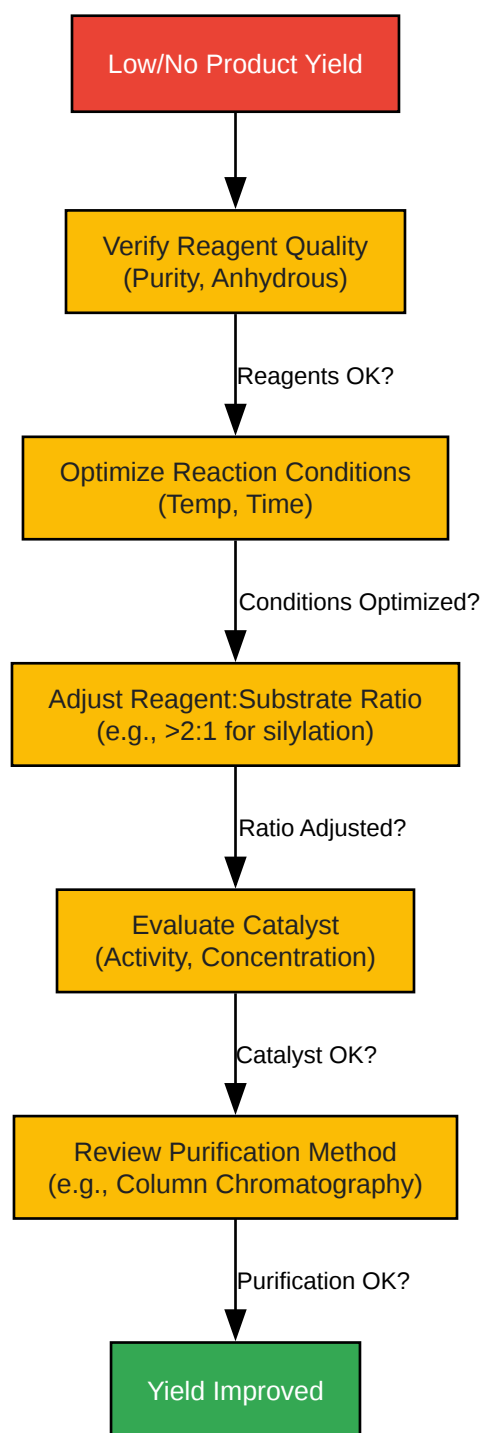 Low/No Product Yield
Verify Reagent Quality
(Purity, Anhydrous)
Reagents OK?
Optimize Reaction Conditions
(Temp, Time)
Conditions Optimized?
Adjust Reagent:Substrate Ratio
(e.g., >2:1 for silylation)
Ratio Adjusted?
Evaluate Catalyst
(Activity, Concentration)
Catalyst OK?
Review Purification Method
(e.g., Column Chromatography)
Purification OK?
Yield Improved